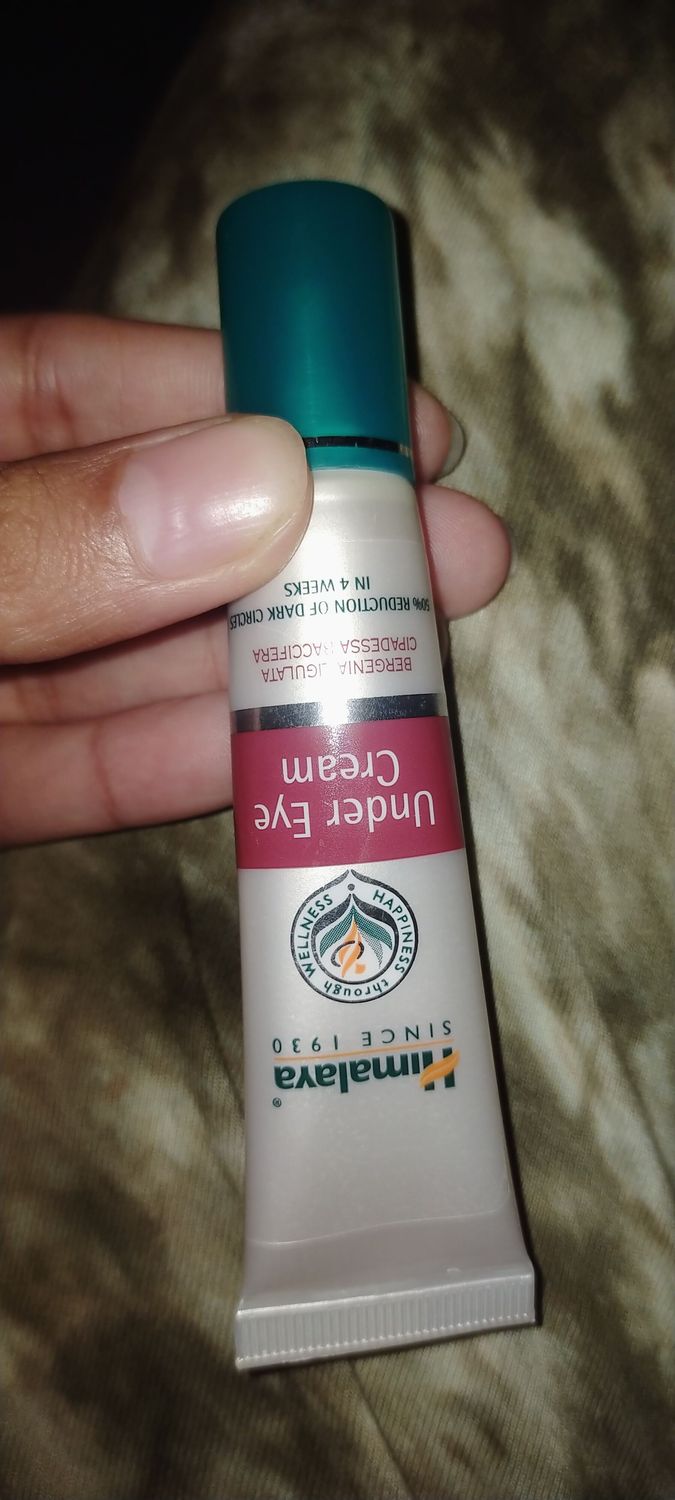 Himalaya®
SINCE 1930
WELLNESS through HAPPINESS
Under Eye
Cream
BERGENIA LIGULATA
CIPADESSA BACCIFERA
50% REDUCTION OF DARK CIRCLES
IN 4 WEEKS